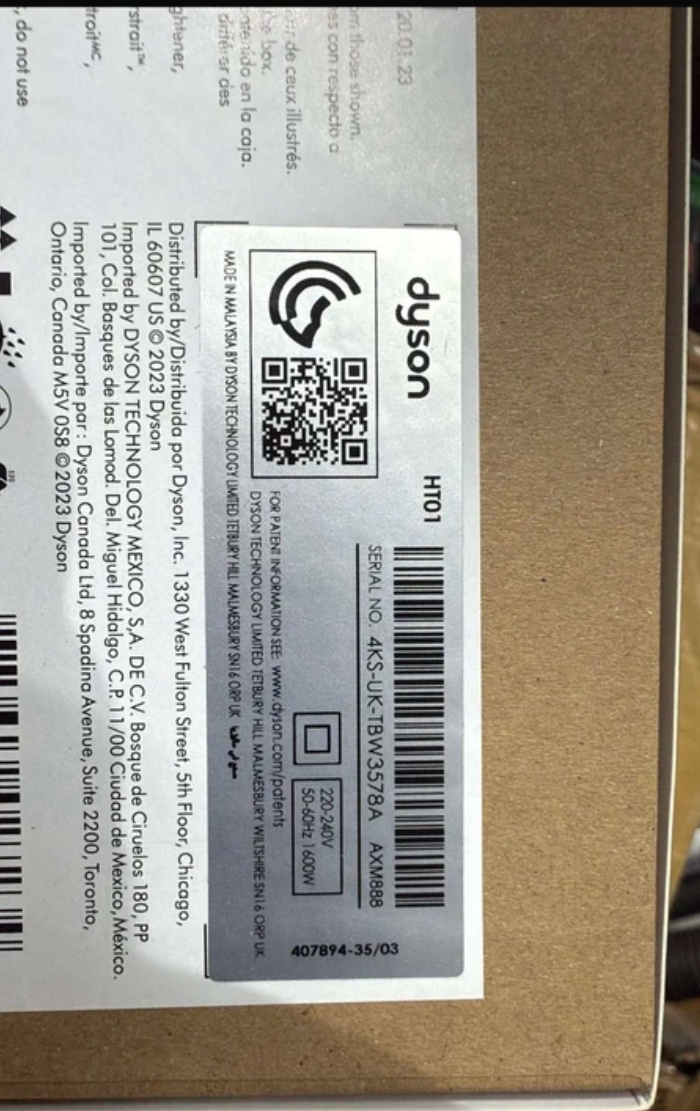 20.01.23
om those shown.
es con respecto a
de ceux illustrés.
box.
en la caja.
des
ghtener,
strait™,
trait^MC,
, do not use
dyson
HT01
SERIAL NO. 4KS-UK-TBW3578A AXM888
220-240V
50-60Hz 1600W
FOR PATENT INFORMATION SEE: www.dyson.com/patents
DYSON TECHNOLOGY LIMITED TETBURY HILL MALMESBURY WILTSHIRE SN16 0RP UK
MADE IN MALAYSIA BY DYSON TECHNOLOGY LIMITED TETBURY HILL MALMESBURY SN16 0RP UK
407894-35/03
Distributed by/Distribuida por Dyson, Inc. 1330 West Fulton Street, 5th Floor, Chicago,
IL 60607 US © 2023 Dyson
Imported by DYSON TECHNOLOGY MEXICO, S,A. DE C.V. Bosque de Ciruelos 180, PP
101, Col. Basques de las Lomod. Del. Miguel Hidalgo, C.P. 11/00 Ciudad de Mexico, México.
Imported by/Importe par : Dyson Canada Ltd, 8 Spadina Avenue, Suite 2200, Toronto,
Ontario, Canada M5V 0S8 © 2023 Dyson